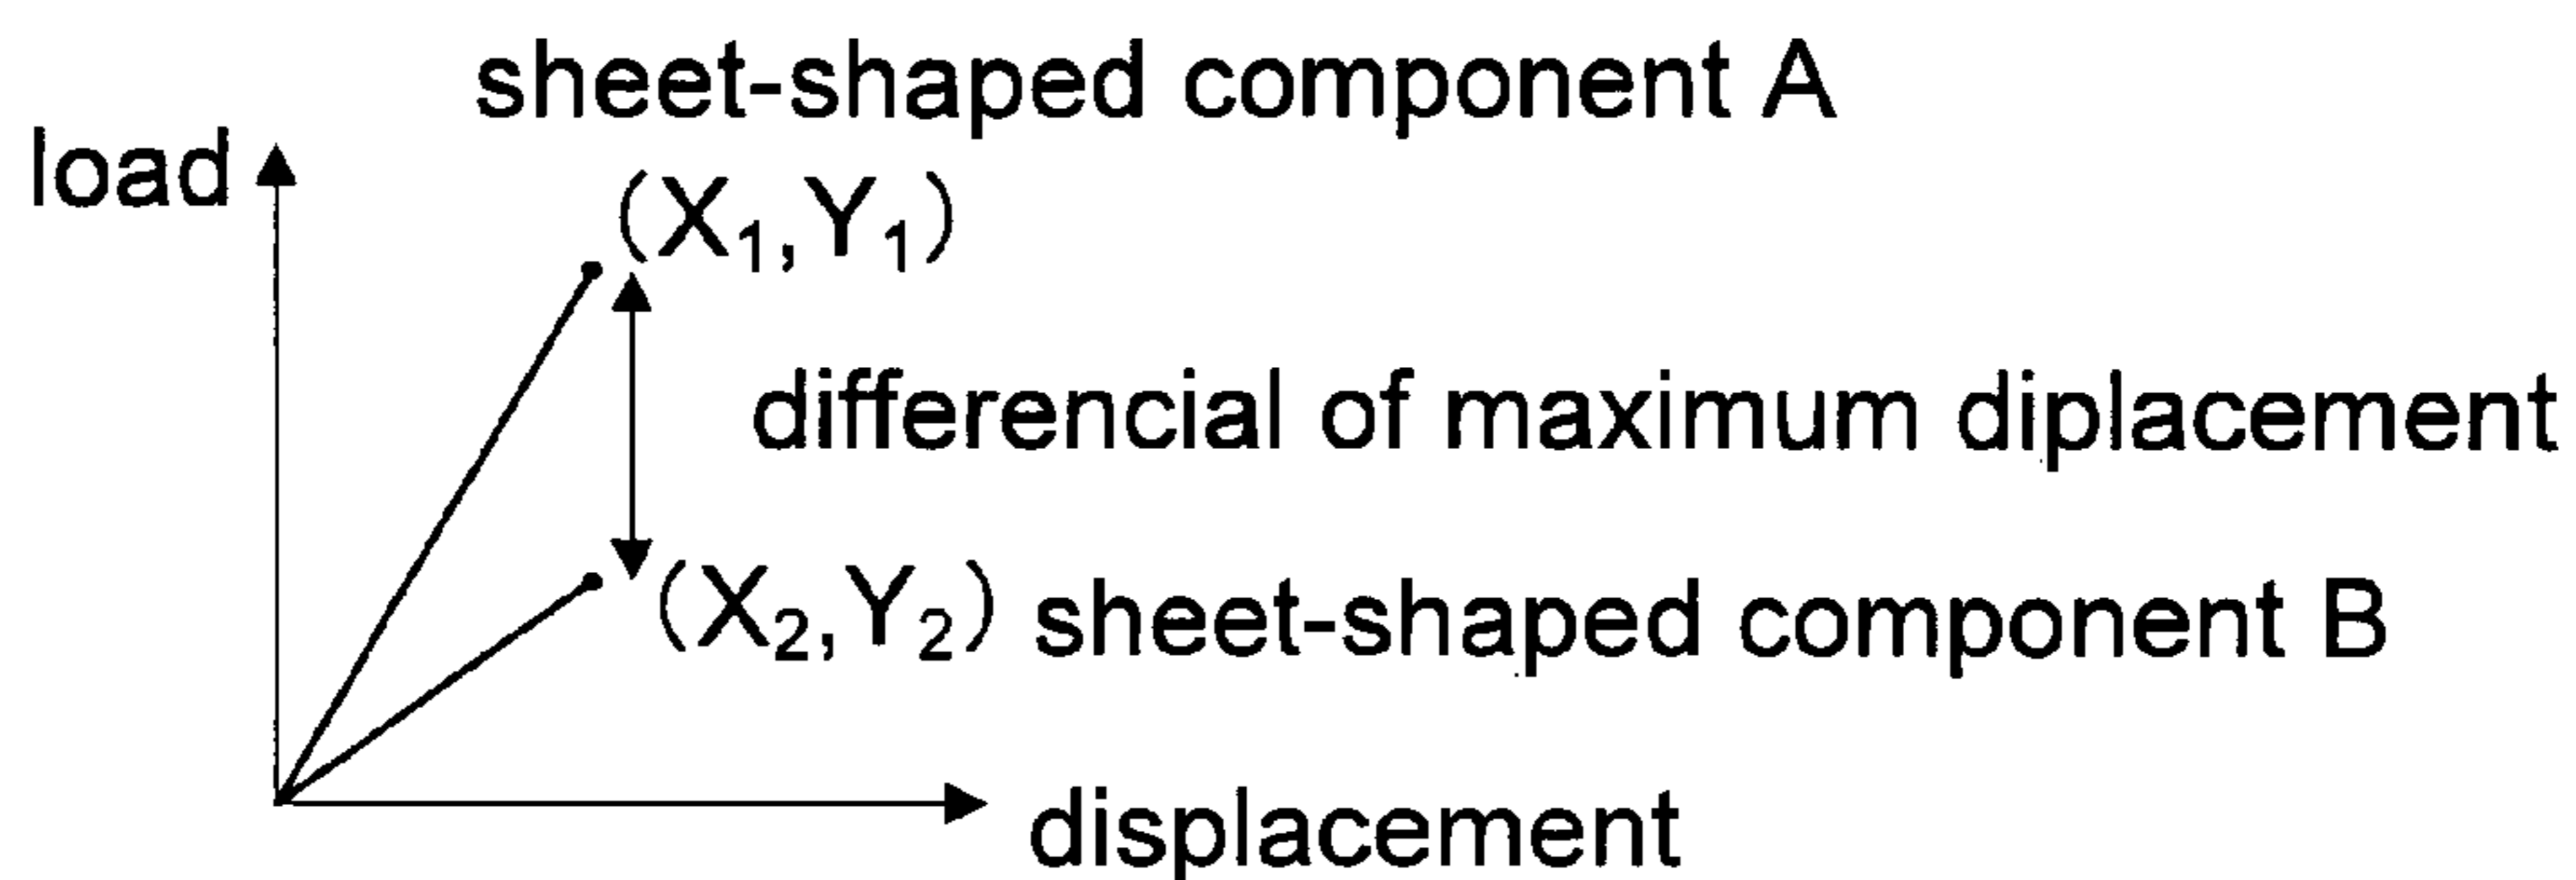 sheet-shaped component A
load
(X₁,Y₁)
differencial of maximum diplacement
(X₂,Y₂) sheet-shaped component B
displacement